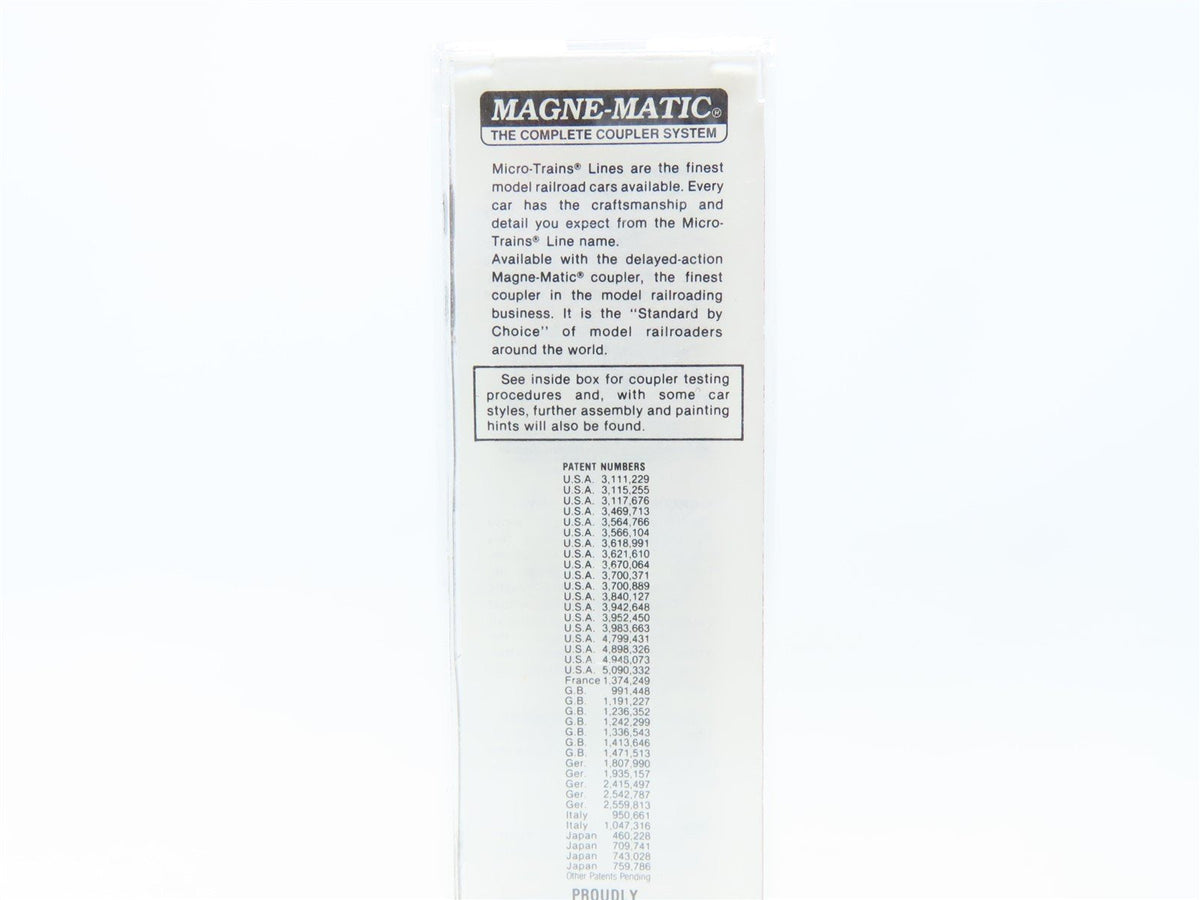 MAGNE-MATIC®
THE COMPLETE COUPLER SYSTEM
Micro-Trains® Lines are the finest
model railroad cars available. Every
car has the craftsmanship and
detail you expect from the Micro-
Trains® Line name.
Available with the delayed-action
Magne-Matic® coupler, the finest
coupler in the model railroading
business. It is the "Standard by
Choice" of model railroaders
around the world.
See inside box for coupler testing
procedures and, with some car
styles, further assembly and painting
hints will also be found.
PATENT NUMBERS
U.S.A. 3,111,229
U.S.A. 3,115,255
U.S.A. 3,117,676
U.S.A. 3,469,713
U.S.A. 3,564,766
U.S.A. 3,566,104
U.S.A. 3,618,991
U.S.A. 3,621,610
U.S.A. 3,670,064
U.S.A. 3,700,371
U.S.A. 3,700,889
U.S.A. 3,840,127
U.S.A. 3,942,648
U.S.A. 3,952,450
U.S.A. 3,983,663
U.S.A. 4,799,431
U.S.A. 4,898,326
U.S.A. 4,948,073
U.S.A. 5,090,332
France 1,374,249
G.B. 991,448
G.B. 1,191,227
G.B. 1,236,352
G.B. 1,242,299
G.B. 1,336,543
G.B. 1,413,646
G.B. 1,471,513
Ger. 1,807,990
Ger. 1,935,157
Ger. 2,415,497
Ger. 2,542,787
Ger. 2,559,813
Italy 950,661
Italy 1,047,316
Japan 460,228
Japan 709,741
Japan 743,028
Japan 759,786
Other Patents Pending
PROUDLY